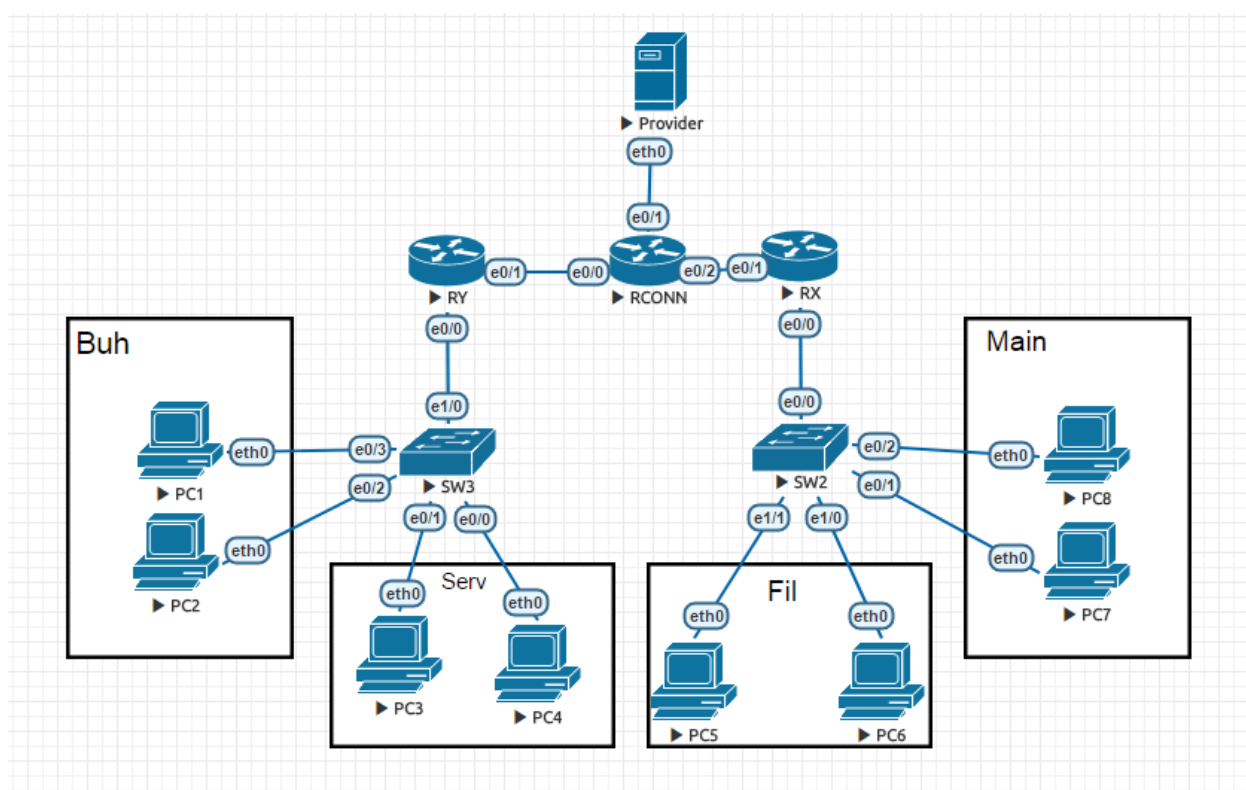 Provider
eth0
e0/1
RY
e0/1
e0/0
RCONN
e0/2
e0/1
RX
e0/0
e0/0
Buh
Main
e1/0
e0/0
PC1
eth0
e0/3
SW3
e0/2
SW2
e0/2
eth0
PC8
e0/1
PC2
eth0
e0/1
e0/0
e1/1
e1/0
eth0
PC7
Serv
Fil
eth0
eth0
eth0
eth0
PC3
PC4
PC5
PC6